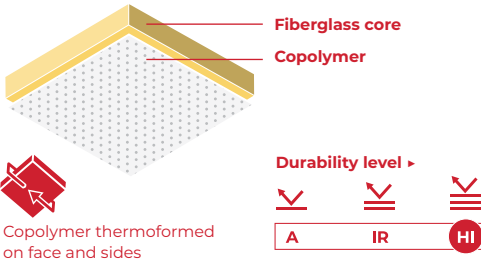 Fiberglass core
Copolymer
Durability level ▸
A IR HI
Copolymer thermoformed
on face and sides